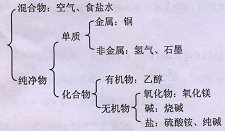 混合物：空气、食盐水
金属：铜
单质
非金属：氢气、石墨
纯净物
有机物：乙醇
化合物
氧化物：氧化镁
无机物
碱：烧碱
盐：硫酸铵、纯碱